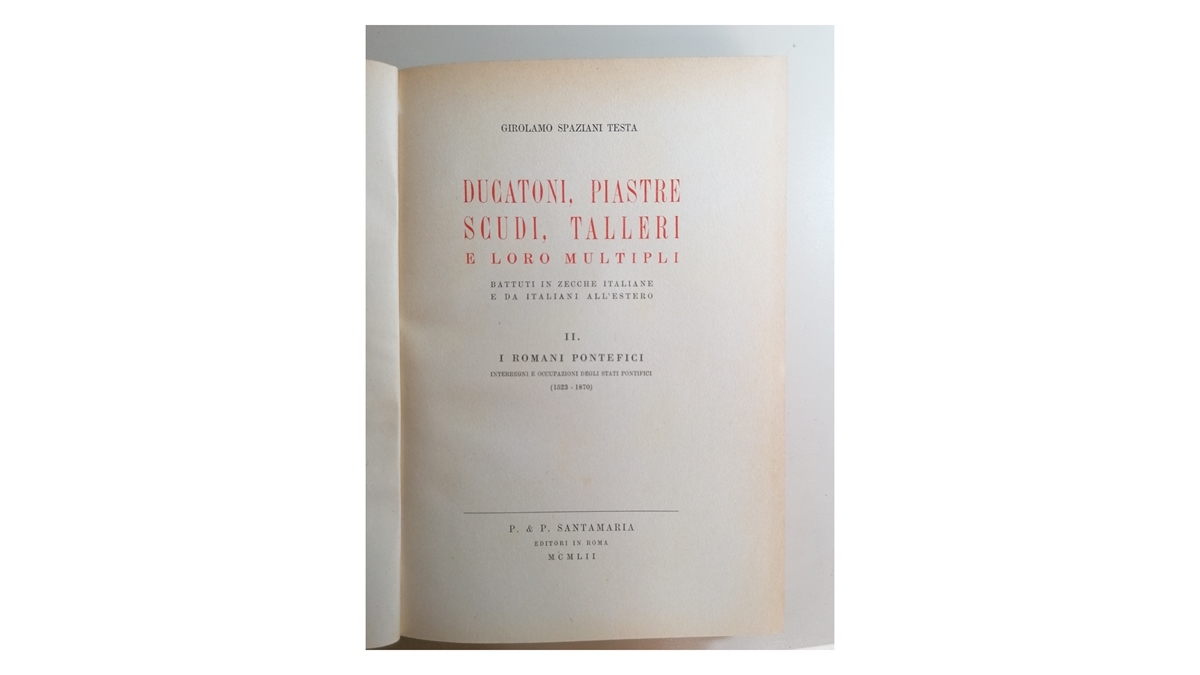 GIROLAMO SPAZIANI TESTA
DUCATONI, PIASTRE
SCUDI, TALLERI
E LORO MULTIPLI
BATTUTI IN ZECCHE ITALIANE
E DA ITALIANI ALL'ESTERO
II.
I ROMANI PONTEFICI
INTERREGNI E OCCUPAZIONI DEGLI STATI PONTIFICI
(1523 - 1870)
P. & P. SANTAMARIA
EDITORI IN ROMA
MCMLII